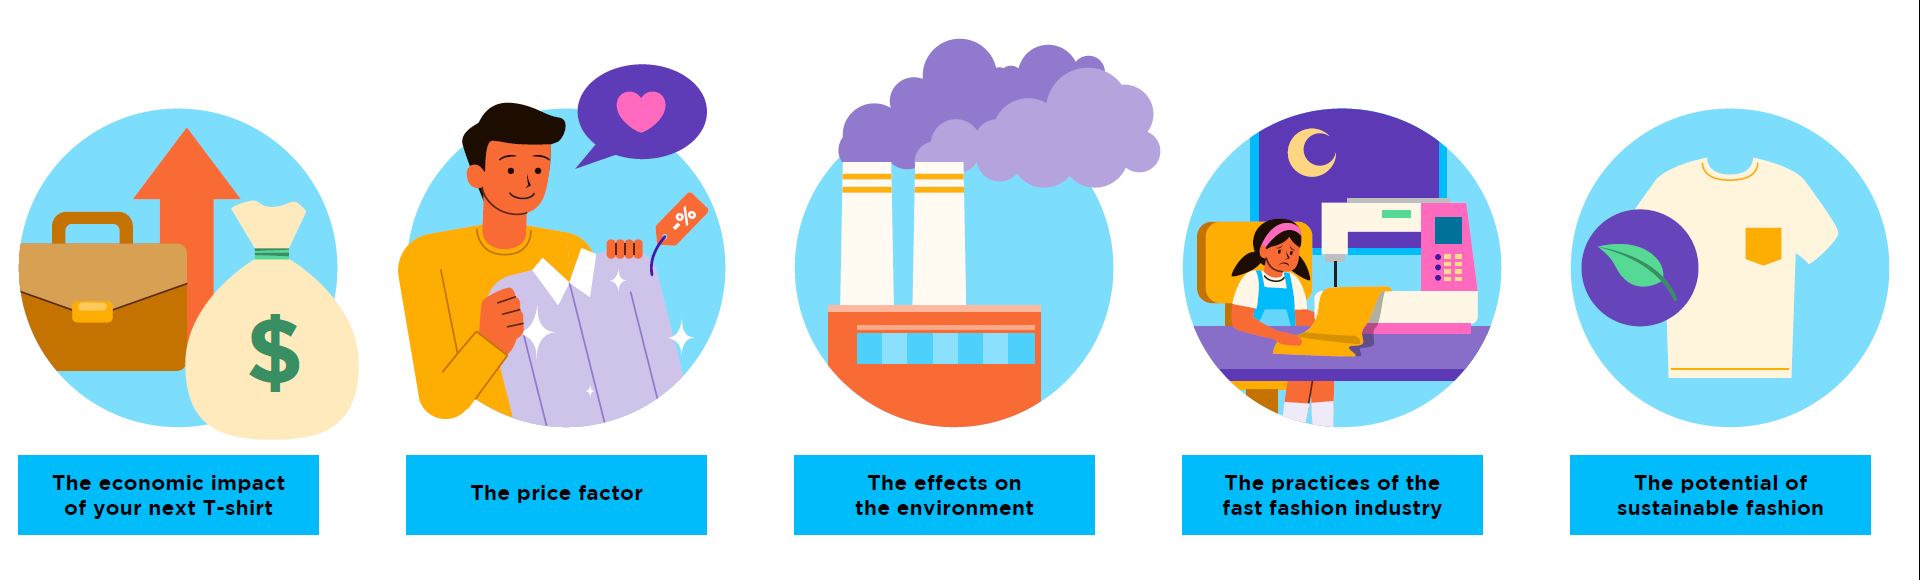 -%
$
The economic impact
of your next T-shirt
The price factor
The effects on
the environment
The practices of the
fast fashion industry
The potential of
sustainable fashion